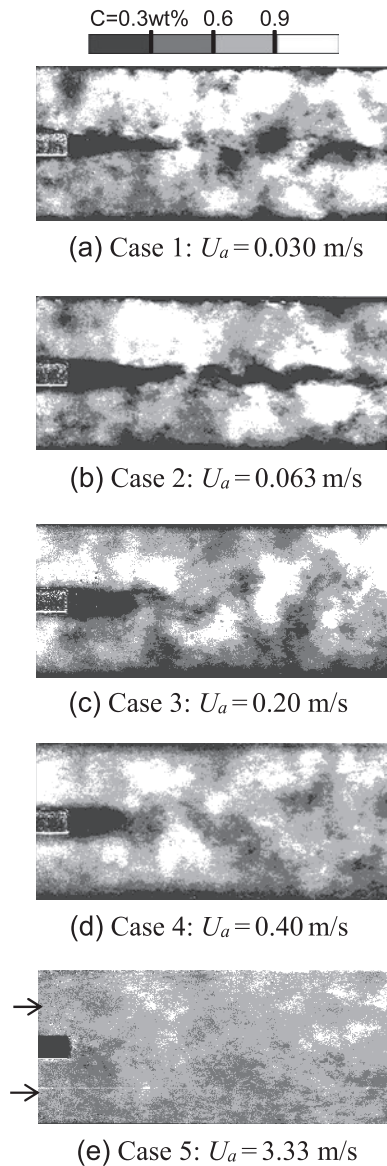 C=0.3wt% 0.6 0.9
(a) Case 1: Uₐ = 0.030 m/s
(b) Case 2: Uₐ = 0.063 m/s
(c) Case 3: Uₐ = 0.20 m/s
(d) Case 4: Uₐ = 0.40 m/s
(e) Case 5: Uₐ = 3.33 m/s